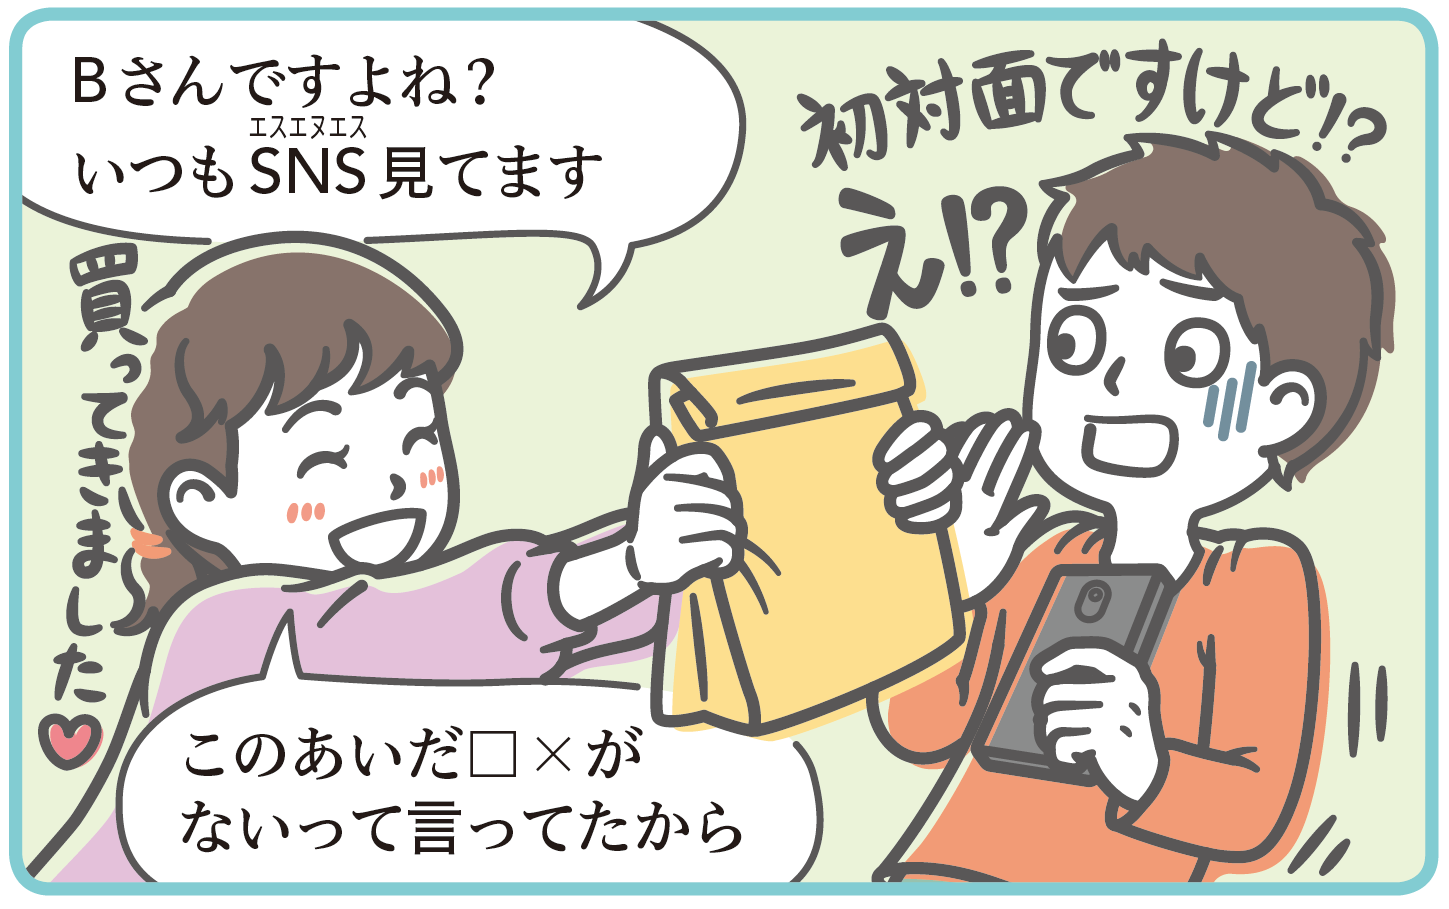 Bさんですよね？
エスエヌエス
いつもSNS見てます
初対面ですけど!?
え!?
買ってきました
このあいだ□×が
ないって言ってたから